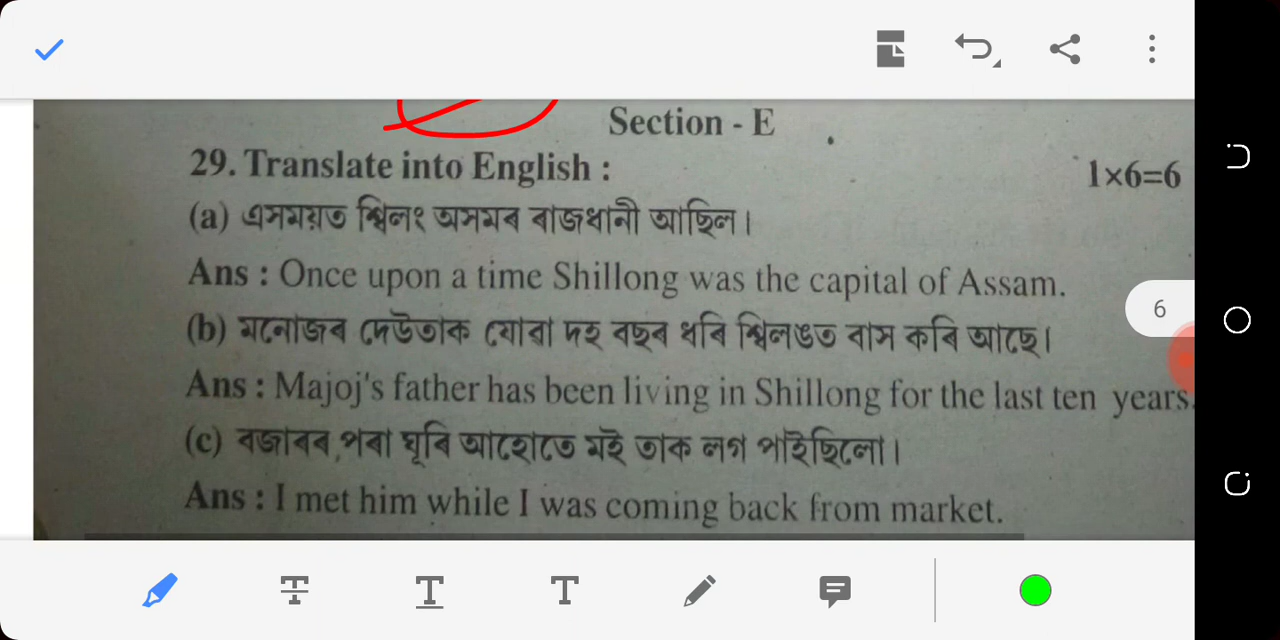 Section - E
29. Translate into English : 1×6=6
(a) এসময়ত শ্বিলং অসমৰ ৰাজধানী আছিল।
Ans : Once upon a time Shillong was the capital of Assam.
(b) মনোজৰ দেউতাক যোৱা দহ বছৰ ধৰি শ্বিলঙত বাস কৰি আছে।
6
Ans : Majoj's father has been living in Shillong for the last ten years.
(c) বজাৰৰ পৰা ঘূৰি আহোতে মই তাক লগ পাইছিলো।
Ans : I met him while I was coming back from market.